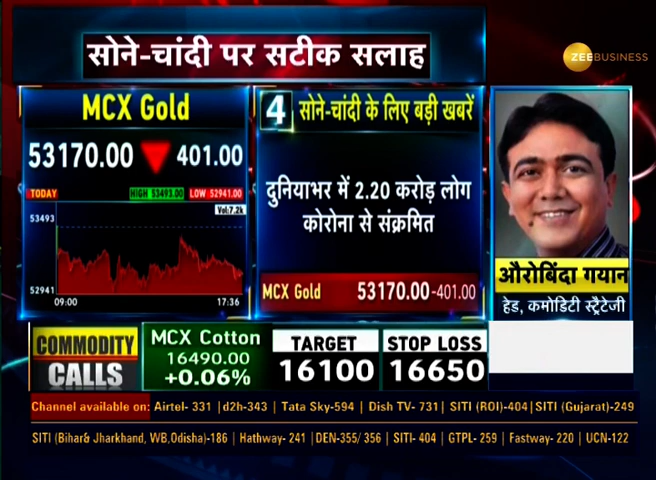 सोने-चांदी पर सटीक सलाह
ZEEBUSINESS
MCX Gold
53170.00 ▼ 401.00
TODAY HIGH 53493.00 LOW 52941.00
Vol:7.2k
53493
52941
09:00 17:36
4 सोने-चांदी के लिए बड़ी खबरें
दुनियाभर में 2.20 करोड़ लोग
कोरोना से संक्रमित
MCX Gold 53170.00 -401.00
औरोबिंदा गयान
हेड, कमोडिटी स्ट्रैटेजी
COMMODITY
CALLS
MCX Cotton
16490.00
+0.06%
TARGET
16100
STOP LOSS
16650
Channel available on: Airtel- 331 |d2h-343 | Tata Sky-594 | Dish TV- 731| SITI (ROI)-404|SITI (Gujarat)-249
SITI (Bihar& Jharkhand, WB,Odisha)-186 | Hathway- 241 |DEN-355/ 356 | SITI- 404 | GTPL- 259 | Fastway- 220 | UCN-122